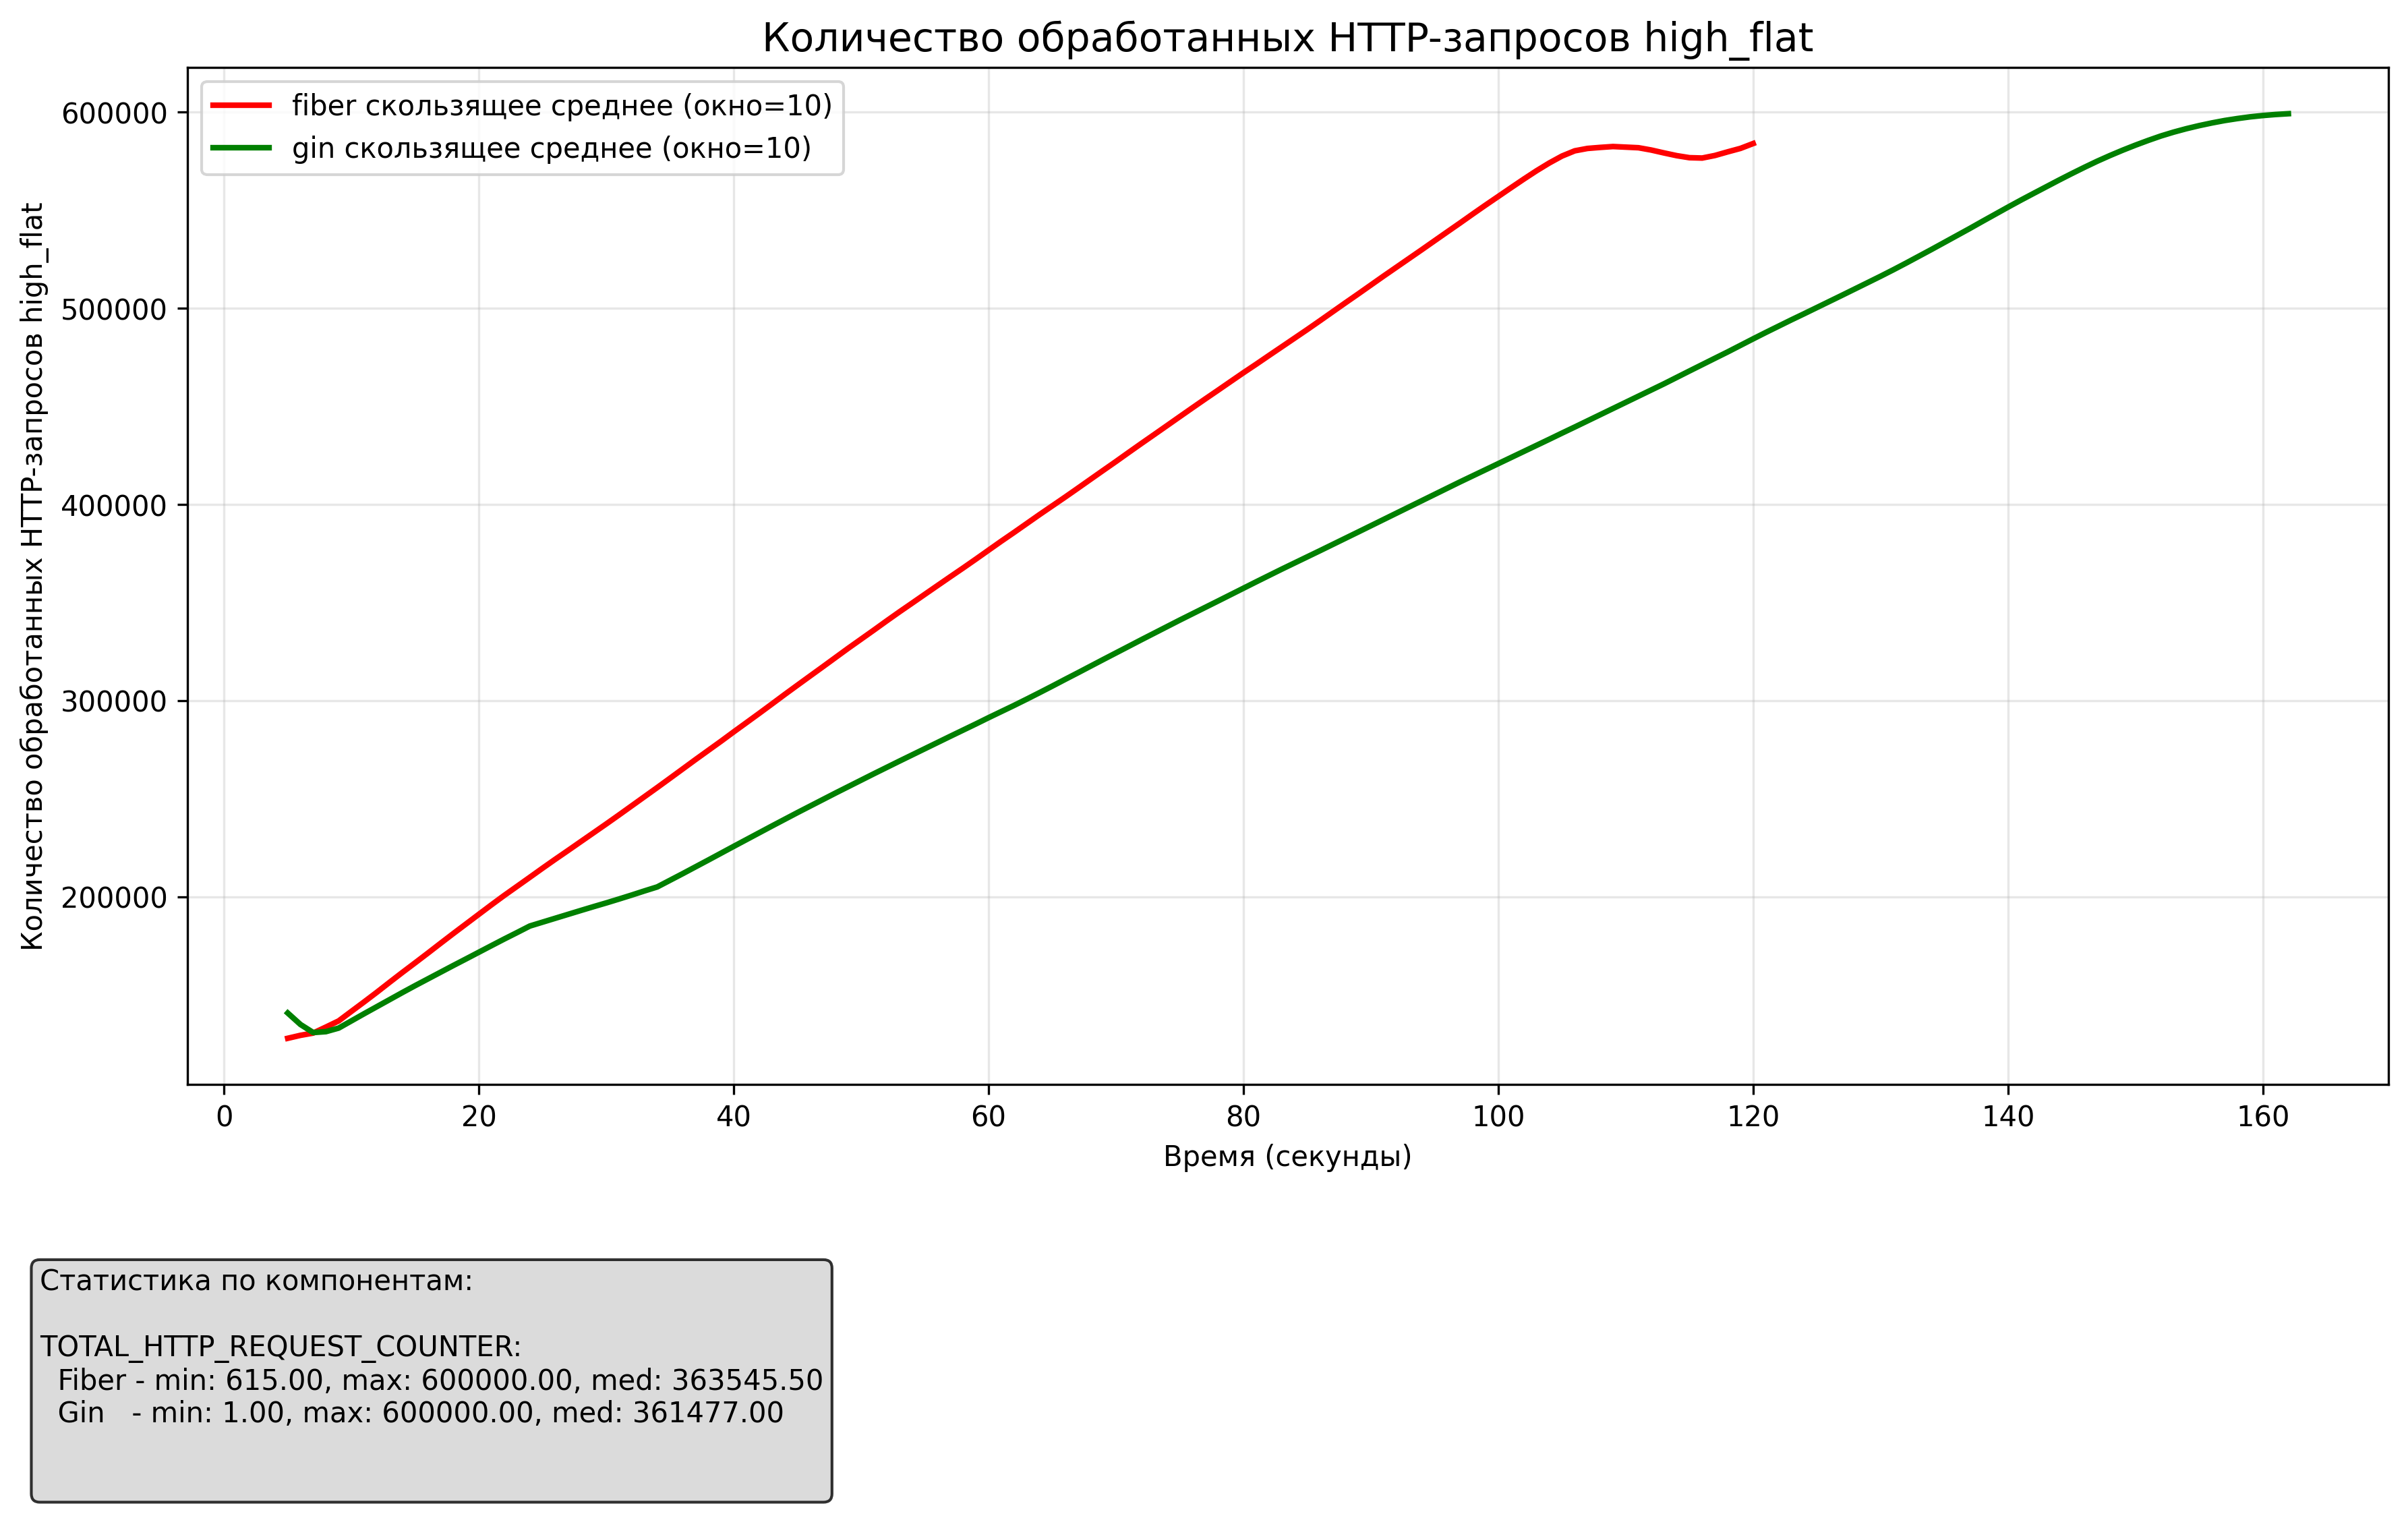 Количество обработанных HTTP-запросов high_flat
fiber скользящее среднее (окно=10)
gin скользящее среднее (окно=10)
Количество обработанных HTTP-запросов high_flat
600000
500000
400000
300000
200000
0 20 40 60 80 100 120 140 160
Время (секунды)
Статистика по компонентам:
TOTAL_HTTP_REQUEST_COUNTER:
Fiber - min: 615.00, max: 600000.00, med: 363545.50
Gin - min: 1.00, max: 600000.00, med: 361477.00